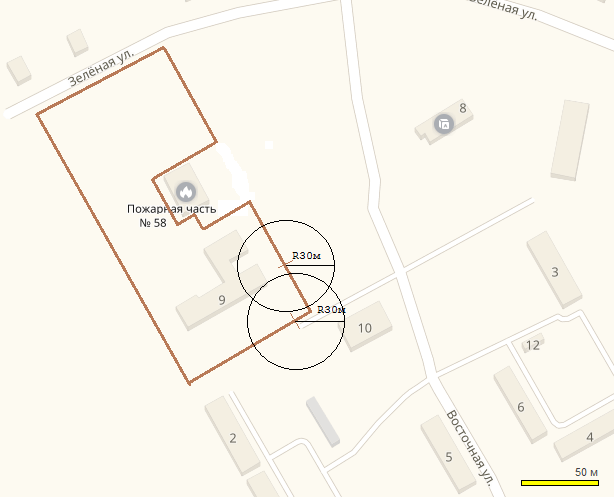 Зелёная ул.
Зелёная ул.
8
Пожарная часть
№ 58
R30м
3
9
R30м
10
12
6
2
Восточная ул.
4
5
50 м